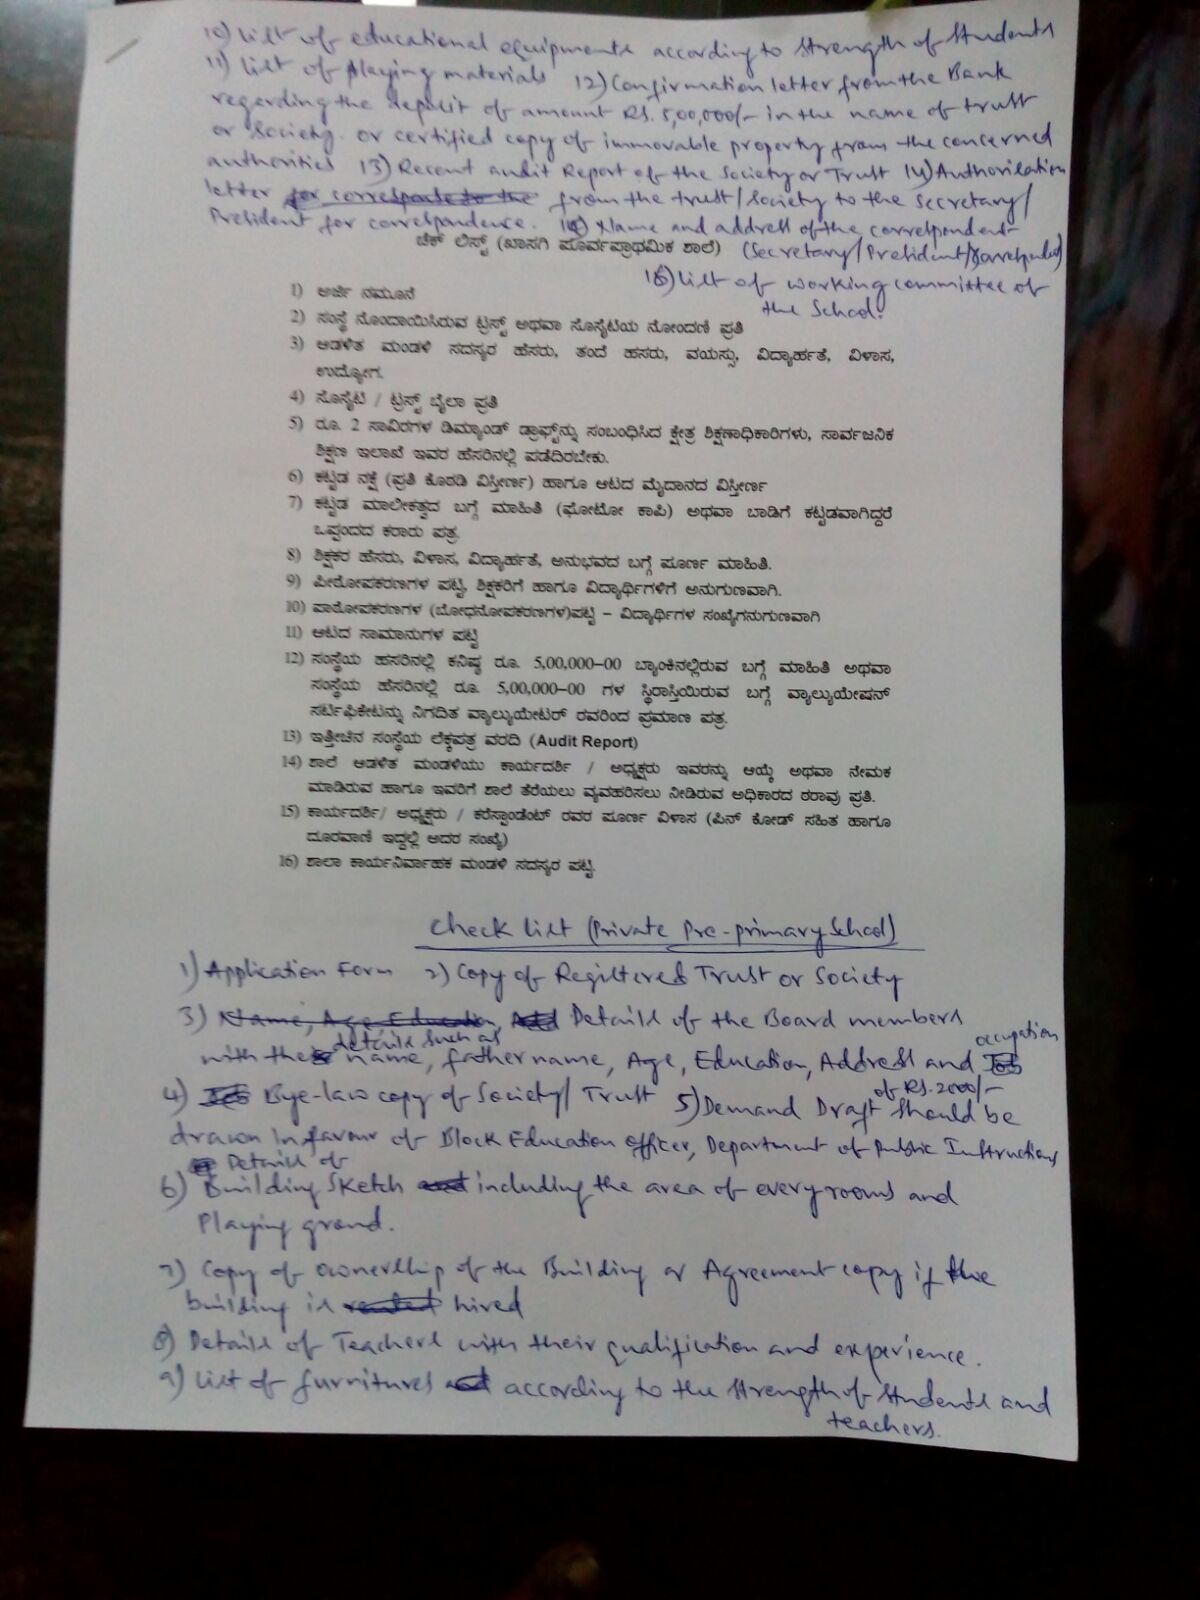 10) List of educational equipments according to strength of students
11) List of playing materials 12) Confirmation letter from the Bank
regarding the deposit of amount Rs. 5,00,000/- in the name of trust
or society. or certified copy of immovable property from the concerned
authorities 13) Recent audit Report of the Society or Trust 14) Authorisation
letter for correspondence to the from the trust/society to the secretary/
President for correspondence. 15) Name and address of the correspondent-
ಚೆಕ್ ಲಿಸ್ಟ್ (ಖಾಸಗಿ ಪೂರ್ವಪ್ರಾಥಮಿಕ ಶಾಲೆ) (Secretary/President/Correspondent)
16) List of working committee of
the School.
1) ಅರ್ಜಿ ನಮೂನೆ
2) ಸಂಸ್ಥೆ ನೊಂದಾಯಿಸಿರುವ ಟ್ರಸ್ಟ್ ಅಥವಾ ಸೊಸೈಟಿಯ ನೋಂದಣಿ ಪ್ರತಿ
3) ಆಡಳಿತ ಮಂಡಳಿ ಸದಸ್ಯರ ಹೆಸರು, ತಂದೆ ಹಸರು, ವಯಸ್ಸು, ವಿದ್ಯಾರ್ಹತೆ, ವಿಳಾಸ,
ಉದ್ಯೋಗ.
4) ಸೊಸೈಟಿ / ಟ್ರಸ್ಟ್ ಬೈಲಾ ಪ್ರತಿ
5) ರೂ. 2 ಸಾವಿರಗಳ ಡಿಮ್ಯಾಂಡ್ ಡ್ರಾಫ್ಟ್‌ನ್ನು ಸಂಬಂಧಿಸಿದ ಕ್ಷೇತ್ರ ಶಿಕ್ಷಣಾಧಿಕಾರಿಗಳು, ಸಾರ್ವಜನಿಕ
ಶಿಕ್ಷಣ ಇಲಾಖೆ ಇವರ ಹೆಸರಿನಲ್ಲಿ ಪಡೆದಿರಬೇಕು.
6) ಕಟ್ಟಡ ನಕ್ಷೆ (ಪ್ರತಿ ಕೊಠಡಿ ವಿಸ್ತೀರ್ಣ) ಹಾಗೂ ಆಟದ ಮೈದಾನದ ವಿಸ್ತೀರ್ಣ
7) ಕಟ್ಟಡ ಮಾಲೀಕತ್ವದ ಬಗ್ಗೆ ಮಾಹಿತಿ (ಫೋಟೋ ಕಾಪಿ) ಅಥವಾ ಬಾಡಿಗೆ ಕಟ್ಟಡವಾಗಿದ್ದರೆ
ಒಪ್ಪಂದದ ಕರಾರು ಪತ್ರ.
8) ಶಿಕ್ಷಕರ ಹೆಸರು, ವಿಳಾಸ, ವಿದ್ಯಾರ್ಹತೆ, ಅನುಭವದ ಬಗ್ಗೆ ಪೂರ್ಣ ಮಾಹಿತಿ.
9) ಪೀಠೋಪಕರಣಗಳ ಪಟ್ಟಿ, ಶಿಕ್ಷಕರಿಗೆ ಹಾಗೂ ವಿದ್ಯಾರ್ಥಿಗಳಿಗೆ ಅನುಗುಣವಾಗಿ.
10) ಪಾಠೋಪಕರಣಗಳ (ಬೋಧನೋಪಕರಣಗಳ)ಪಟ್ಟಿ – ವಿದ್ಯಾರ್ಥಿಗಳ ಸಂಖ್ಯೆಗನುಗುಣವಾಗಿ
11) ಆಟದ ಸಾಮಾನುಗಳ ಪಟ್ಟಿ
12) ಸಂಸ್ಥೆಯ ಹಸರಿನಲ್ಲಿ ಕನಿಷ್ಠ ರೂ. 5,00,000–00 ಬ್ಯಾಂಕಿನಲ್ಲಿರುವ ಬಗ್ಗೆ ಮಾಹಿತಿ ಅಥವಾ
ಸಂಸ್ಥೆಯ ಹೆಸರಿನಲ್ಲಿ ರೂ. 5,00,000–00 ಗಳ ಸ್ಥಿರಾಸ್ತಿಯಿರುವ ಬಗ್ಗೆ ವ್ಯಾಲ್ಯುಯೇಷನ್
ಸರ್ಟಿಫಿಕೇಟನ್ನು ನಿಗದಿತ ವ್ಯಾಲ್ಯುಯೇಟರ್ ರವರಿಂದ ಪ್ರಮಾಣ ಪತ್ರ.
13) ಇತ್ತೀಚಿನ ಸಂಸ್ಥೆಯ ಲೆಕ್ಕಪತ್ರ ವರದಿ (Audit Report)
14) ಶಾಲೆ ಆಡಳಿತ ಮಂಡಳಿಯು ಕಾರ್ಯದರ್ಶಿ / ಅಧ್ಯಕ್ಷರು ಇವರನ್ನು ಆಯ್ಕೆ ಅಥವಾ ನೇಮಕ
ಮಾಡಿರುವ ಹಾಗೂ ಇವರಿಗೆ ಶಾಲೆ ತೆರೆಯಲು ವ್ಯವಹರಿಸಲು ನೀಡಿರುವ ಅಧಿಕಾರದ ಠರಾವು ಪ್ರತಿ.
15) ಕಾರ್ಯದರ್ಶಿ/ ಅಧ್ಯಕ್ಷರು / ಕರೆಸ್ಪಾಂಡೆಂಟ್ ರವರ ಪೂರ್ಣ ವಿಳಾಸ (ಪಿನ್ ಕೋಡ್ ಸಹಿತ ಹಾಗೂ
ದೂರವಾಣಿ ಇದ್ದಲ್ಲಿ ಅದರ ಸಂಖ್ಯೆ)
16) ಶಾಲಾ ಕಾರ್ಯನಿರ್ವಾಹಕ ಮಂಡಳಿ ಸದಸ್ಯರ ಪಟ್ಟಿ.
Check List (Private Pre-primary School)
1) Application Form 2) Copy of Registered Trust or Society
3) Name, Age Education, Add Details of the Board members
with the details such as name, father name, Age, Education, Address and occupation
4) Bye-law copy of Society/ Trust 5) Demand Draft of Rs. 2000/- should be
drawn in favour of Block Education officer, Department of Public Instructions
Details of
6) Building sketch and including the area of every rooms and
Playing ground.
7) Copy of ownership of the Building or Agreement copy if the
building is rented hired
8) Details of Teachers with their qualification and experience.
9) List of furnitures and according to the strength of students and
teachers.